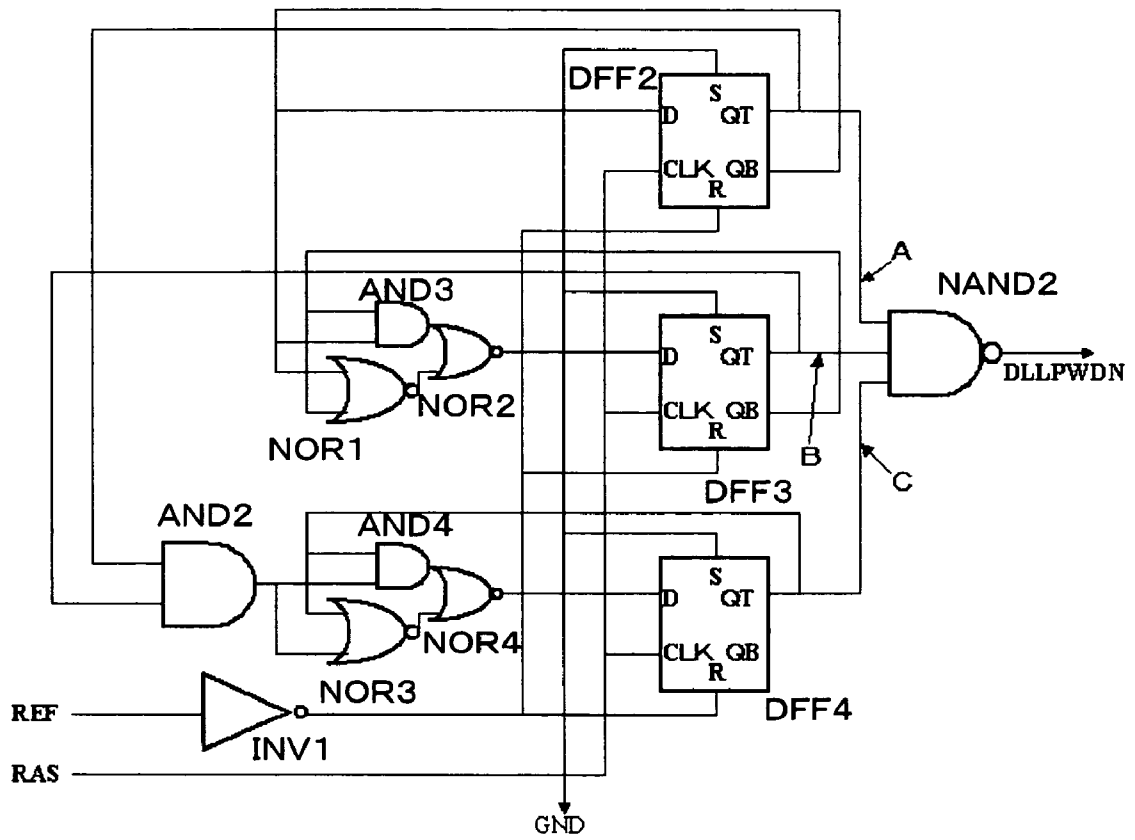 DFF2
S
D QT
CLK QB
R
A
AND3
NAND2
S
D QT
DLLPWDN
NOR2
CLK QB
R
NOR1
B
C
DFF3
AND2
AND4
S
D QT
NOR4
CLK QB
R
NOR3
DFF4
REF
INV1
RAS
GND